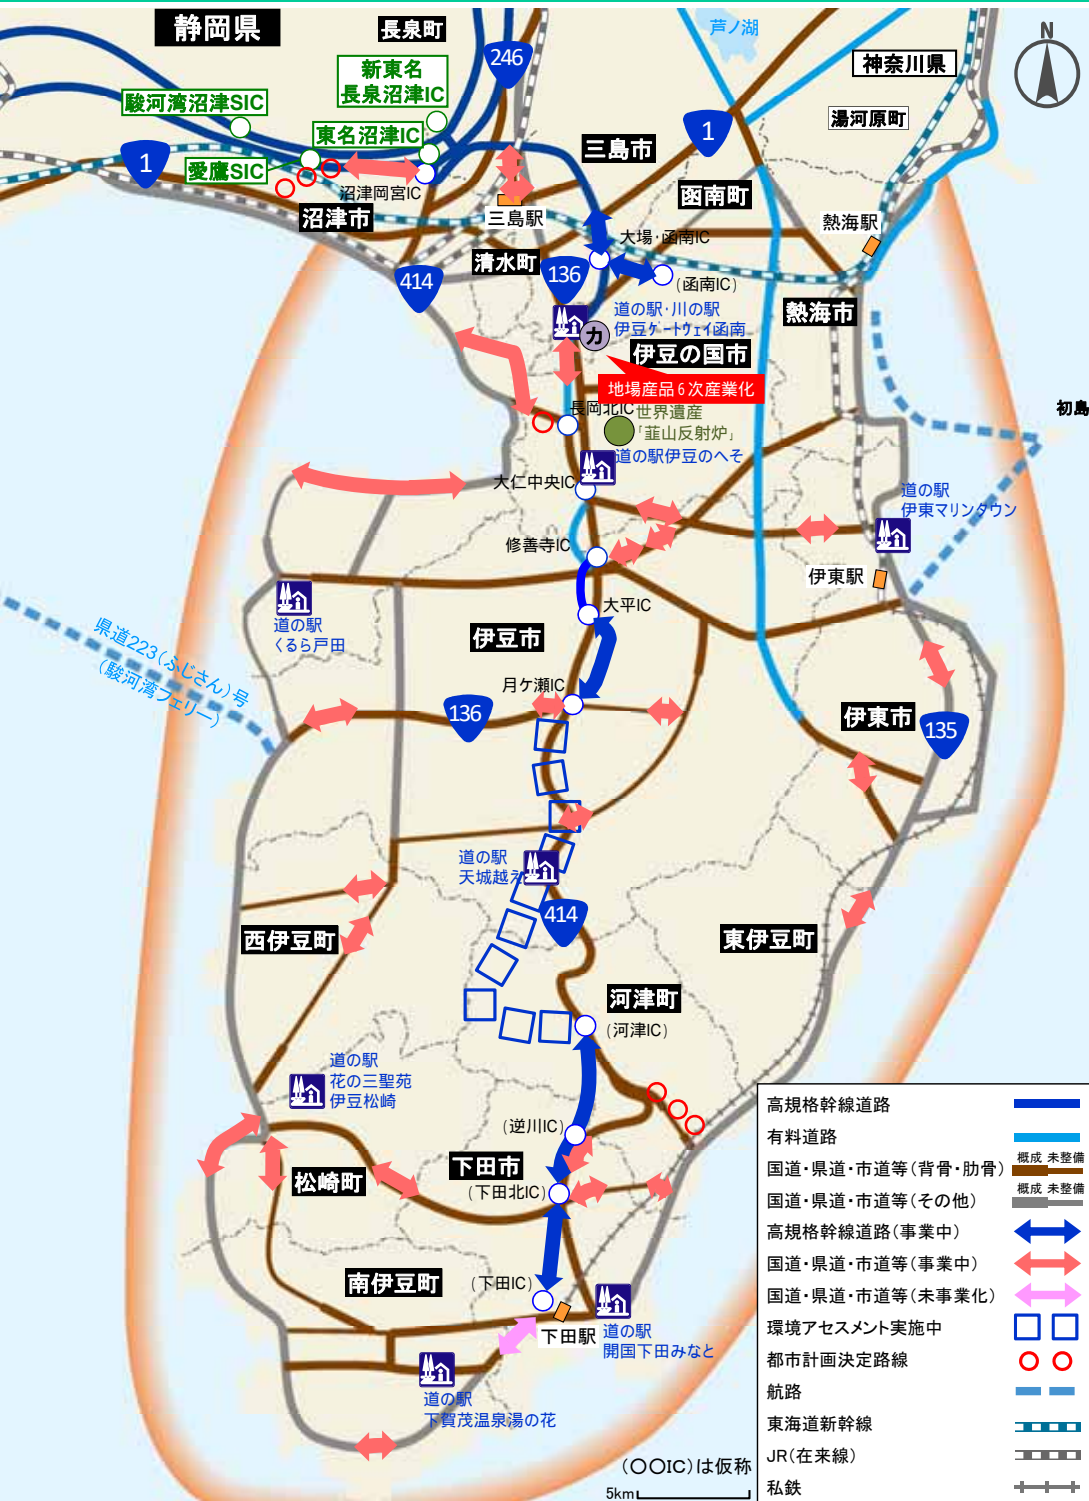 静岡県
長泉町
246
芦ノ湖
N
新東名
長泉沼津IC
神奈川県
駿河湾沼津SIC
東名沼津IC
湯河原町
1
1
三島市
愛鷹SIC
沼津岡宮IC
函南町
沼津市
三島駅
熱海駅
大場・函南IC
清水町
414
136
(函南IC)
道の駅・川の駅
伊豆ゲートウェイ函南
熱海市
カ
伊豆の国市
地場産品6次産業化
長岡北IC
世界遺産
「韮山反射炉」
初島
道の駅伊豆のへそ
大仁中央IC
道の駅
伊東マリンタウン
修善寺IC
伊東駅
大平IC
道の駅
くるら戸田
県道223(ふじさん)号
(駿河湾フェリー)
伊豆市
月ケ瀬IC
136
伊東市
135
道の駅
天城越え
414
西伊豆町
東伊豆町
河津町
(河津IC)
道の駅
花の三聖苑
伊豆松崎
(逆川IC)
下田市
松崎町
(下田北IC)
南伊豆町
(下田IC)
下田駅
道の駅
開国下田みなと
道の駅
下賀茂温泉湯の花
高規格幹線道路
有料道路
国道・県道・市道等(背骨・肋骨) 概成 未整備
国道・県道・市道等(その他) 概成 未整備
高規格幹線道路(事業中)
国道・県道・市道等(事業中)
国道・県道・市道等(未事業化)
環境アセスメント実施中
都市計画決定路線
航路
東海道新幹線
JR(在来線)
私鉄
(〇〇IC)は仮称
5km